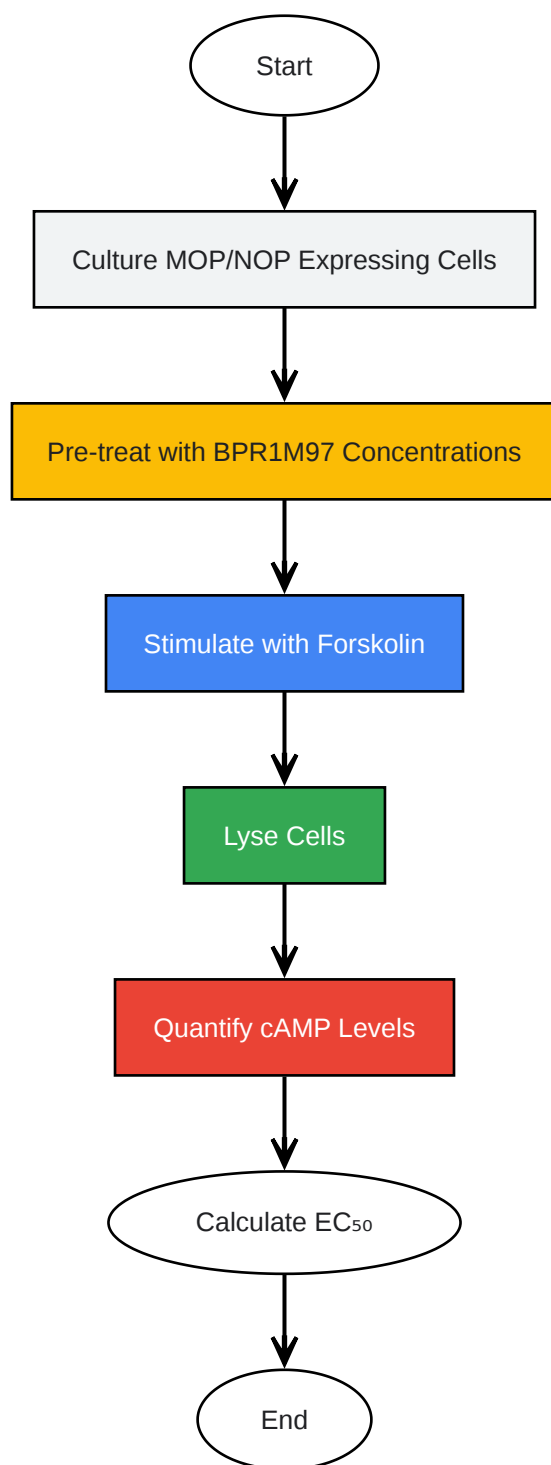 Start
Culture MOP/NOP Expressing Cells
Pre-treat with BPR1M97 Concentrations
Stimulate with Forskolin
Lyse Cells
Quantify cAMP Levels
Calculate EC₅₀
End